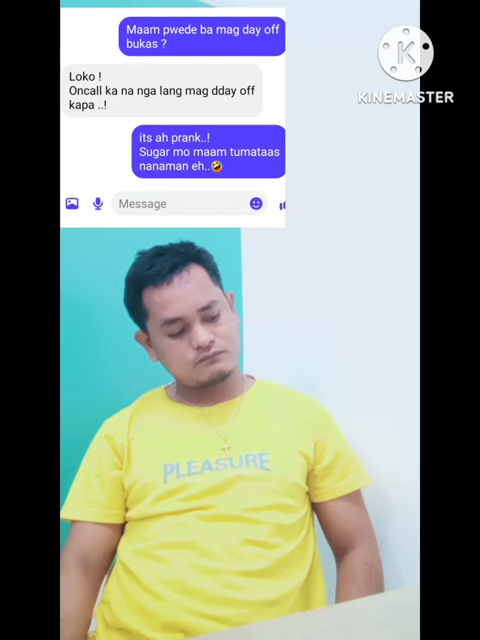 Maam pwede ba mag day off
bukas ?
Loko !
Oncall ka na nga lang mag dday off
kapa ..!
its ah prank..!
Sugar mo maam tumataas
nanaman eh..🤣
Message
K
KINEMASTER
PLEASURE